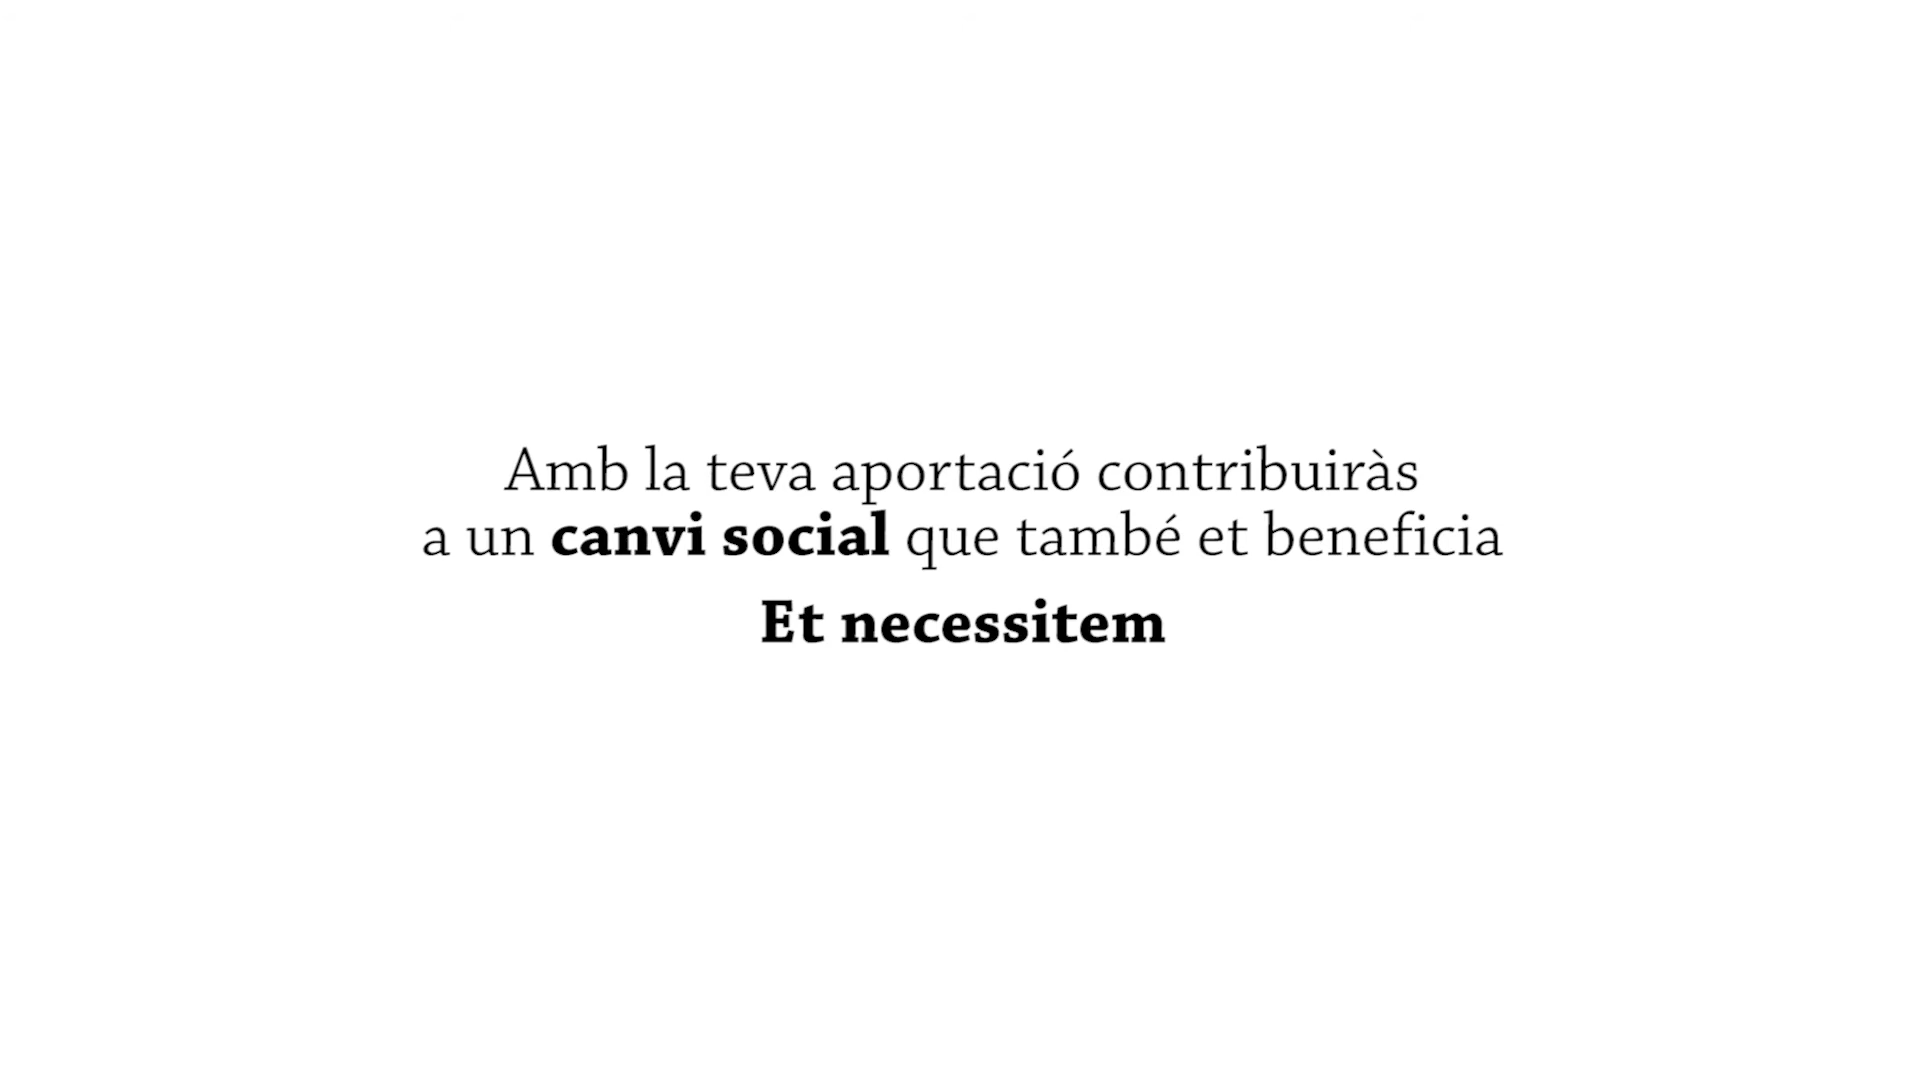 Amb la teva aportació contribuiràs
a un canvi social que també et beneficia
Et necessitem